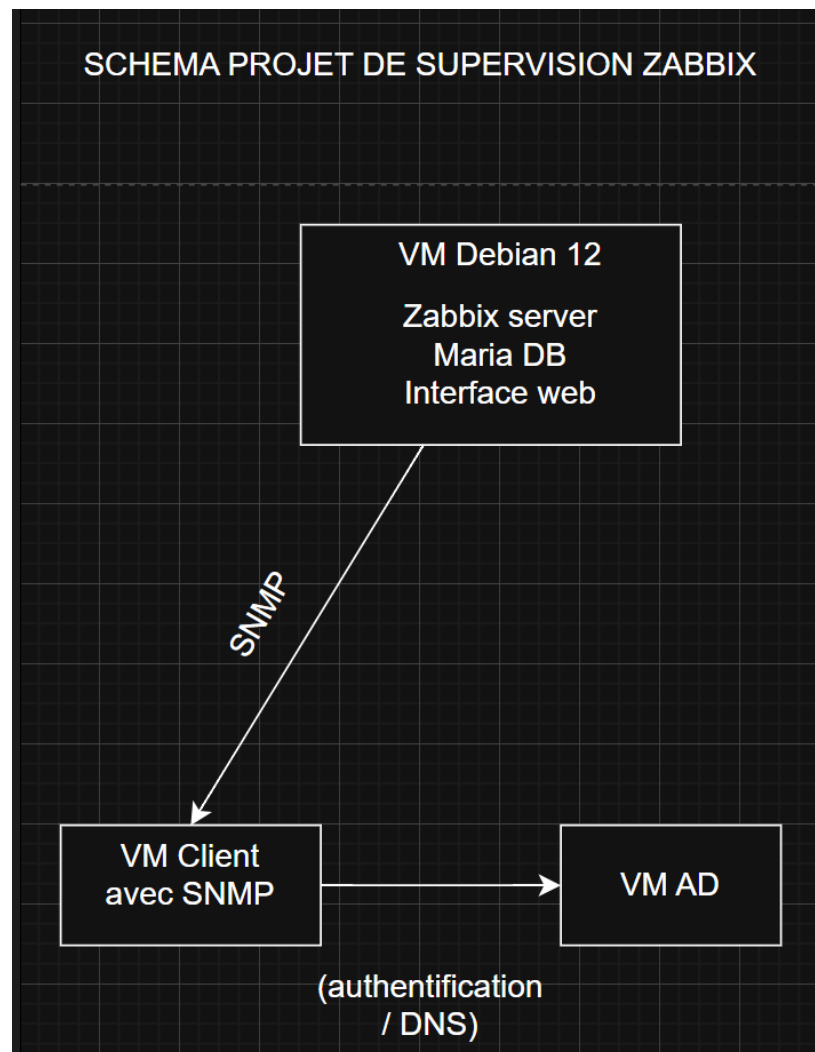 SCHEMA PROJET DE SUPERVISION ZABBIX
VM Debian 12
Zabbix server
Maria DB
Interface web
SNMP
VM Client
avec SNMP
VM AD
(authentification
/ DNS)